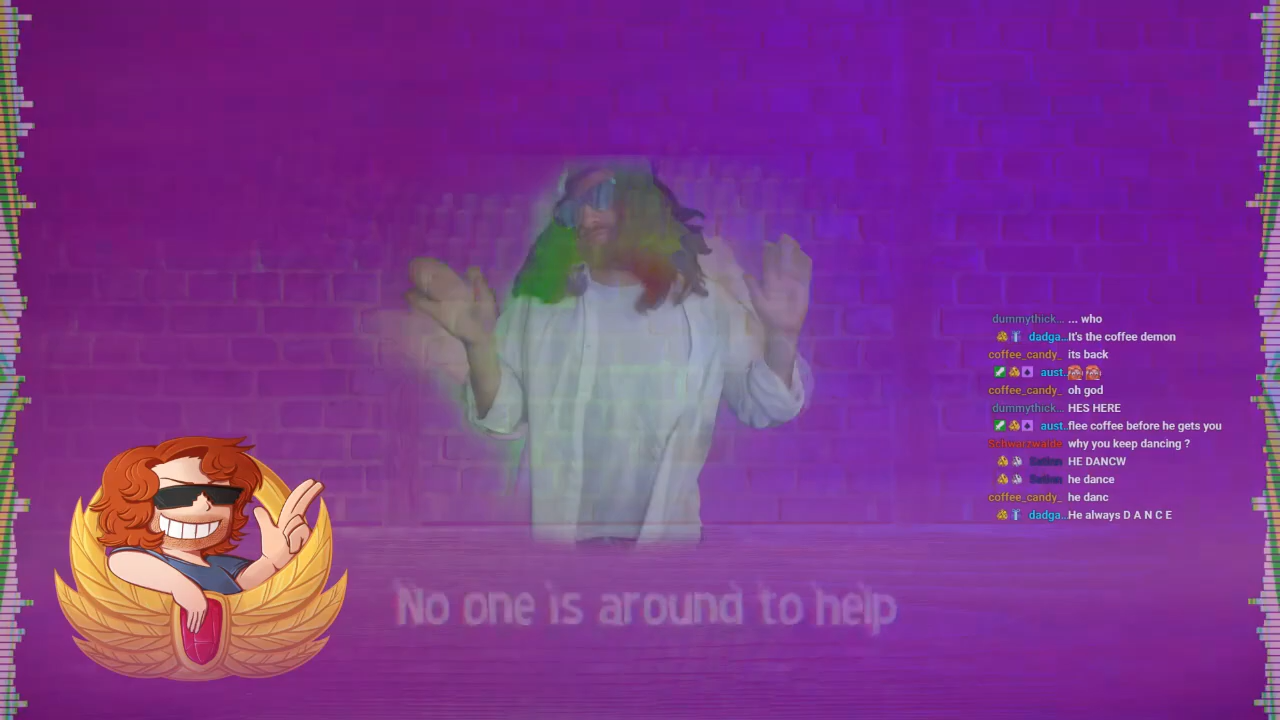 dummythick... ... who
dadga... It's the coffee demon
coffee_candy_ its back
aust..
coffee_candy_ oh god
dummythick... HES HERE
aust.. flee coffee before he gets you
Schwarzwälde.. why you keep dancing ?
HE DANCW
he dance
coffee_candy_ he danc
dadga... He always D A N C E
No one is around to help